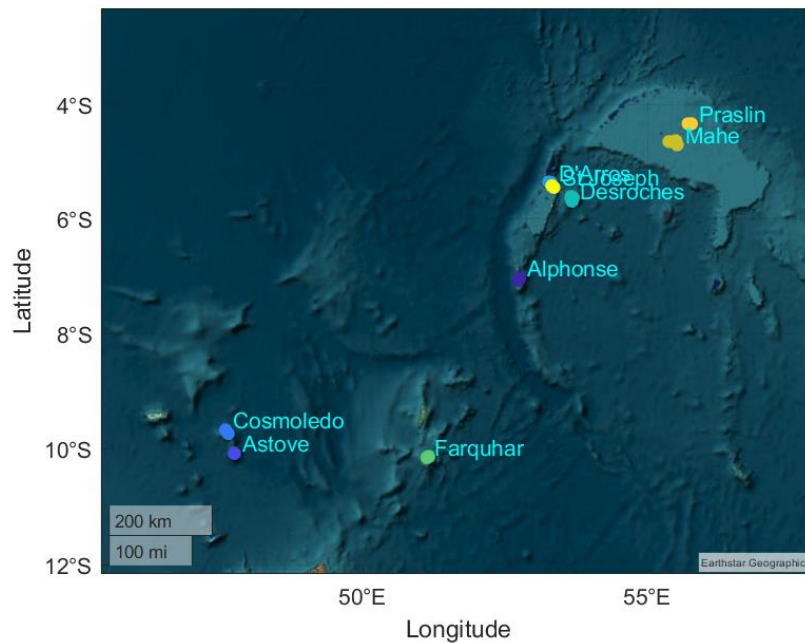 4°S
Praslin
Mahe
D'Arros
St Joseph
6°S
Desroches
Alphonse
Latitude
8°S
Cosmoledo
Astove
10°S
Farquhar
200 km
100 mi
Earthstar Geographic
12°S
50°E
55°E
Longitude